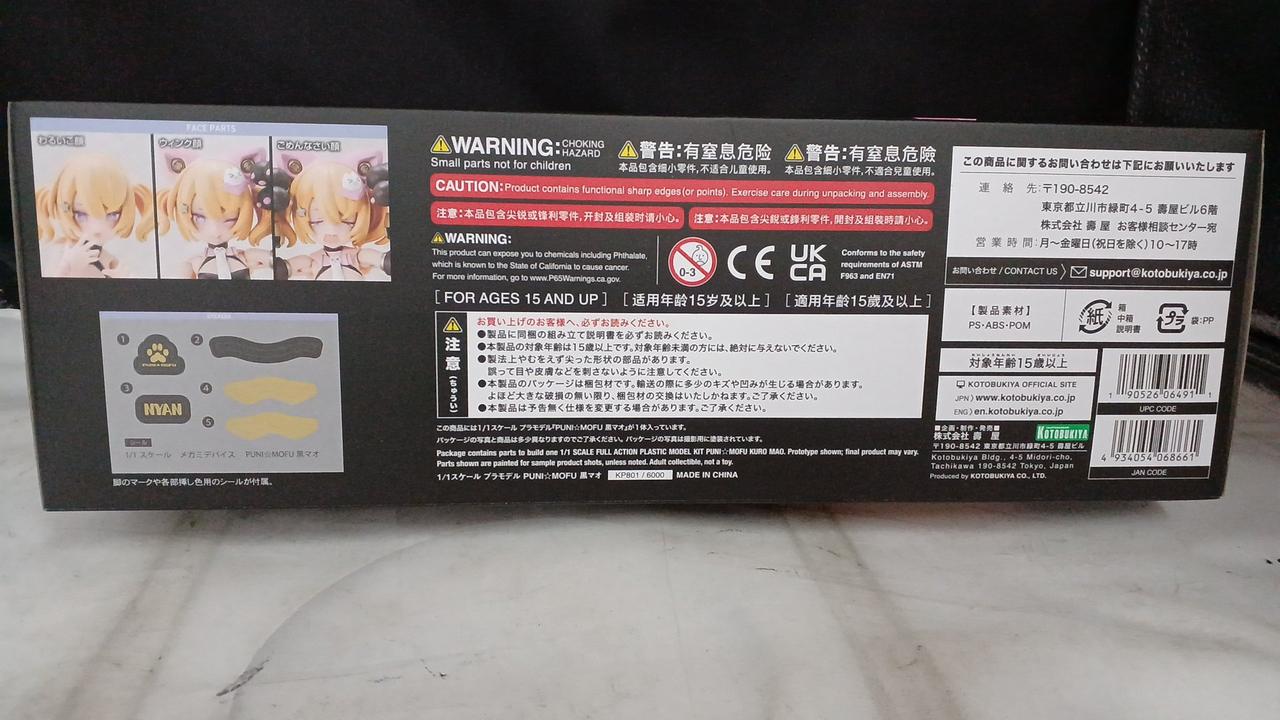 FACE PARTS
わるいこ顔
ウィンク顔
ごめんなさい顔
① ②
PUNI☆MOFU
③ ④
NYAN
⑤
シール
1/1 スケール メガミデバイス PUNI☆MOFU 黒マオ
脚のマークや各部挿し色用のシールが付属。
WARNING: CHOKING HAZARD
Small parts not for children
警告:有窒息危险
本品包含细小零件，不适合儿童使用。
警告:有窒息危險
本品包含細小零件，不適合兒童使用。
CAUTION: Product contains functional sharp edges (or points). Exercise care during unpacking and assembly.
注意:本品包含尖锐或锋利零件，开封及组装时请小心。
注意:本品包含尖鋭或鋒利零件，開封及組裝時請小心。
WARNING:
This product can expose you to chemicals including Phthalate,
which is known to the State of California to cause cancer.
For more information, go to www.P65Warnings.ca.gov.
0-3
CE
UK
CA
Conforms to the safety
requirements of ASTM
F963 and EN71
[ FOR AGES 15 AND UP ] [ 适用年龄15岁及以上 ] [ 適用年齡15歲及以上 ]
注意(ちゅうい)
お買い上げのお客様へ、必ずお読みください。
●製品に同梱の組み立て説明書を必ずお読みください。
●本製品の対象年齢は15歳以上です。対象年齢未満の方には、絶対に与えないでください。
●製法上やむをえず尖った形状の部品があります。
誤って目や皮膚などを刺さないように注意してください。
●本製品のパッケージは梱包材です。輸送の際に多少のキズや凹みが生じる場合があります。
よほど大きな破損の無い限り、梱包材の交換はいたしかねます。ご了承ください。
●本製品は予告無く仕様を変更する場合があります。ご了承ください。
この商品には1/1スケール プラモデル「PUNI☆MOFU 黒マオ」が1体入っています。
パッケージの写真と商品は多少異なりますのでご了承ください。パッケージの写真は撮影用に塗装されています。
Package contains parts to build one 1/1 SCALE FULL ACTION PLASTIC MODEL KIT PUNI☆MOFU KURO MAO. Prototype shown; final product may vary.
Parts shown are painted for sample product shots, unless noted. Adult collectible, not a toy.
1/1スケール プラモデル PUNI☆MOFU 黒マオ KP801 / 6000 MADE IN CHINA
この商品に関するお問い合わせは下記にお願いいたします
連絡先:〒190-8542
東京都立川市緑町4-5 壽屋ビル6階
株式会社 壽屋 お客様相談センター宛
営業時間:月〜金曜日(祝日を除く)10〜17時
お問い合わせ / CONTACT US support@kotobukiya.co.jp
【製品素材】
PS・ABS・POM
紙
箱
中箱
説明書
プラ
袋:PP
対象年齢15歳以上
KOTOBUKIYA OFFICIAL SITE
JPN〉www.kotobukiya.co.jp
ENG〉en.kotobukiya.co.jp
■企画・制作・発売■
株式会社 壽屋
KOTOBUKIYA
〒190-8542 東京都立川市緑町4-5 壽屋ビル
Kotobukiya Bldg., 4-5 Midori-cho,
Tachikawa 190-8542 Tokyo, Japan
Produced by KOTOBUKIYA CO., LTD.
1 90526 06491 1
UPC CODE
4 934054 068661
JAN CODE